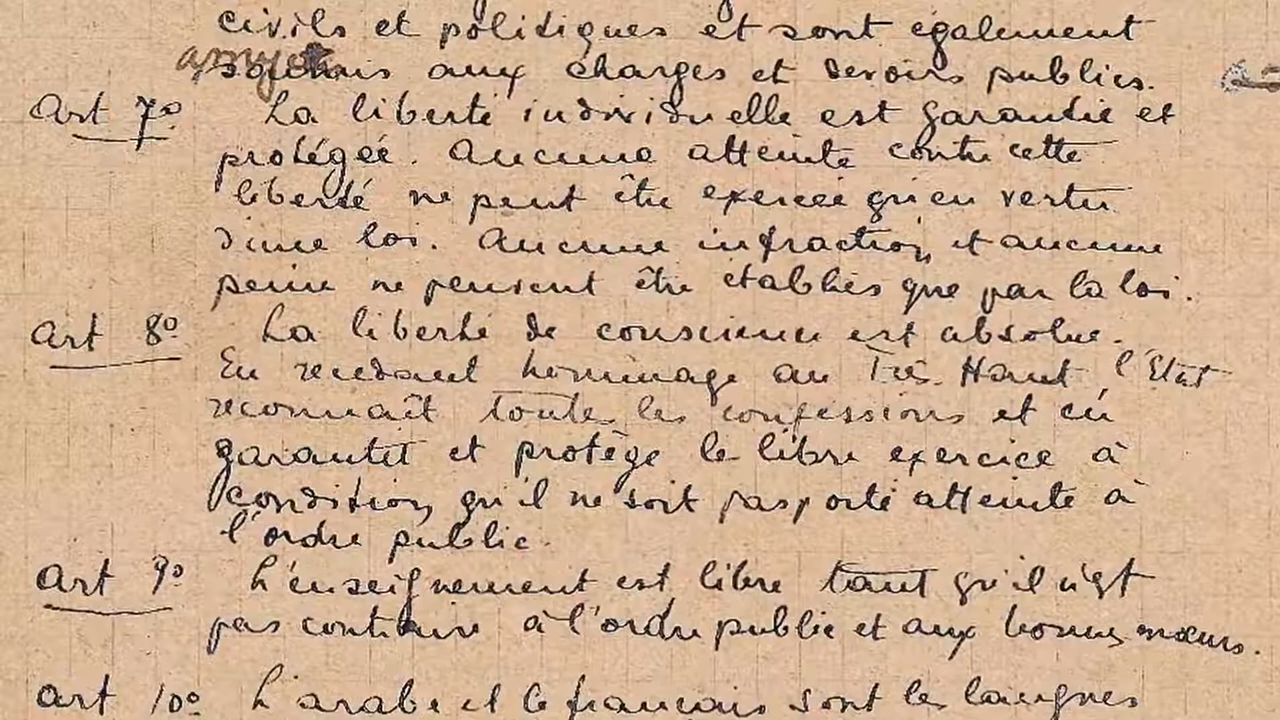 civils et politiques et sont également
soumis aux charges et devoirs publics.
Art 7º La liberté individuelle est garantie et
protégée. Aucune atteinte contre cette
liberté ne peut être exercée qu'en vertu
d'une loi. Aucune infraction et aucune
peine ne peuvent être établies que par la loi.
Art 8º La liberté de conscience est absolue.
En rendant hommage au Très Haut, l'Etat
reconnaît toutes les confessions et en
garantit et protège le libre exercice à
condition qu'il ne soit pas porté atteinte à
l'ordre public.
Art 9º L'enseignement est libre tant qu'il n'est
pas contraire à l'ordre public et aux bonnes mœurs.
Art 10º L'arabe et le français sont les langues